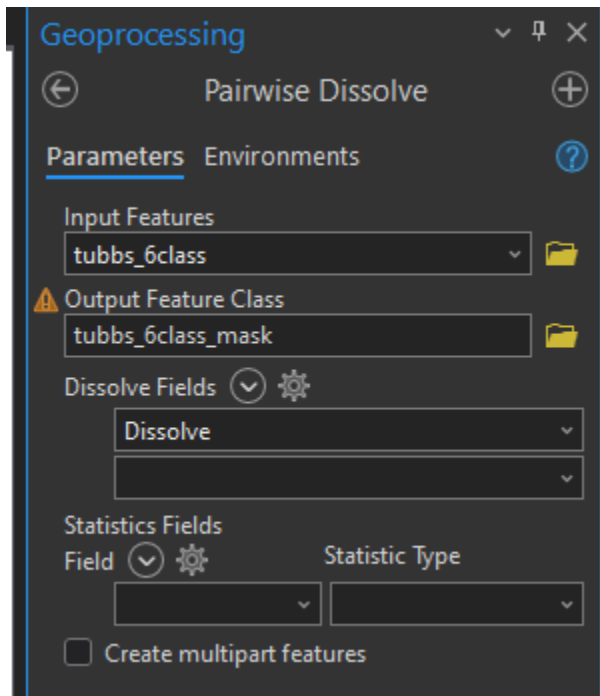 Geoprocessing
Pairwise Dissolve
Parameters Environments
Input Features
tubbs_6class
Output Feature Class
tubbs_6class_mask
Dissolve Fields
Dissolve
Statistics Fields
Field Statistic Type
Create multipart features